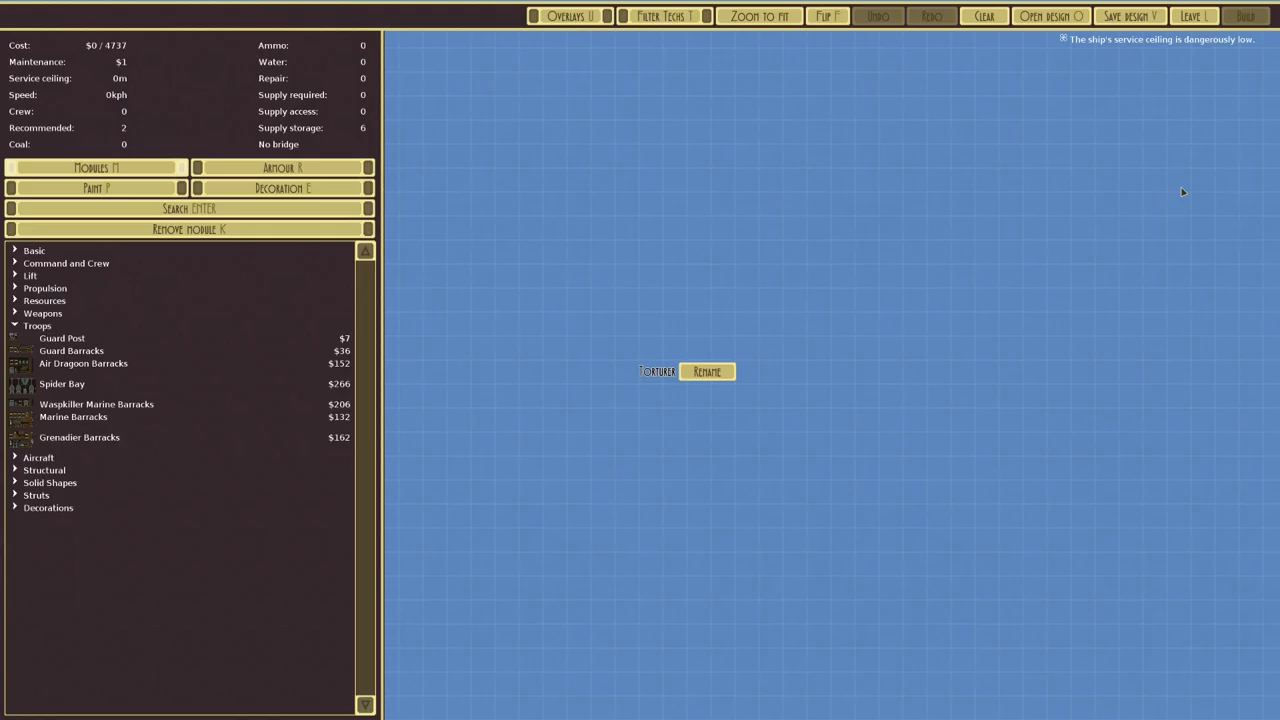 OVERLAYS U FILTER TECHS T ZOOM TO FIT FLIP F UNDO REDO CLEAR OPEN DESIGN O SAVE DESIGN V LEAVE L BUILD
The ship's service ceiling is dangerously low.
Cost: $0 / 4737 Ammo: 0
Maintenance: $1 Water: 0
Service ceiling: 0m Repair: 0
Speed: 0kph Supply required: 0
Crew: 0 Supply access: 0
Recommended: 2 Supply storage: 6
Coal: 0 No bridge
MODULES M ARMOUR R
PAINT P DECORATION E
SEARCH ENTER
REMOVE MODULE K
Basic
Command and Crew
Lift
Propulsion
Resources
Weapons
Troops
Guard Post $7
Guard Barracks $36
Air Dragoon Barracks $152
Spider Bay $266
Waspkiller Marine Barracks $206
Marine Barracks $132
Grenadier Barracks $162
Aircraft
Structural
Solid Shapes
Struts
Decorations
TORTURER RENAME